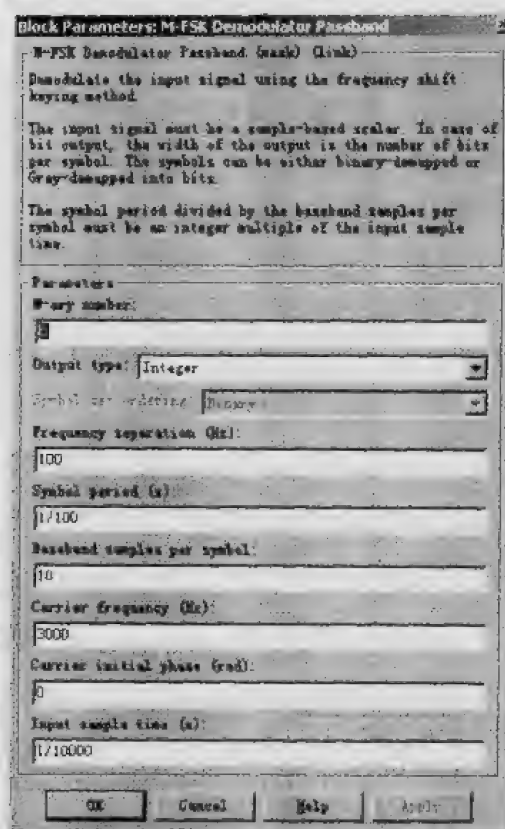 Block Parameters: M-FSK Demodulator Passband
M-FSK Demodulator Passband (mask) (link)
Demodulate the input signal using the frequency shift
keying method
The input signal must be a sample-based scalar. In case of
bit output, the width of the output is the number of bits
per symbol. The symbols can be either binary-demapped or
Gray-demapped into bits.
The symbol period divided by the baseband samples per
symbol must be an integer multiple of the input sample
time.
Parameters
M-ary number:
Output type: Integer
Symbol set ordering: Binary
Frequency separation (Hz):
100
Symbol period (s):
1/100
Baseband samples per symbol:
10
Carrier frequency (Hz):
3000
Carrier initial phase (rad):
0
Input sample time (s):
1/10000
OK Cancel Help Apply